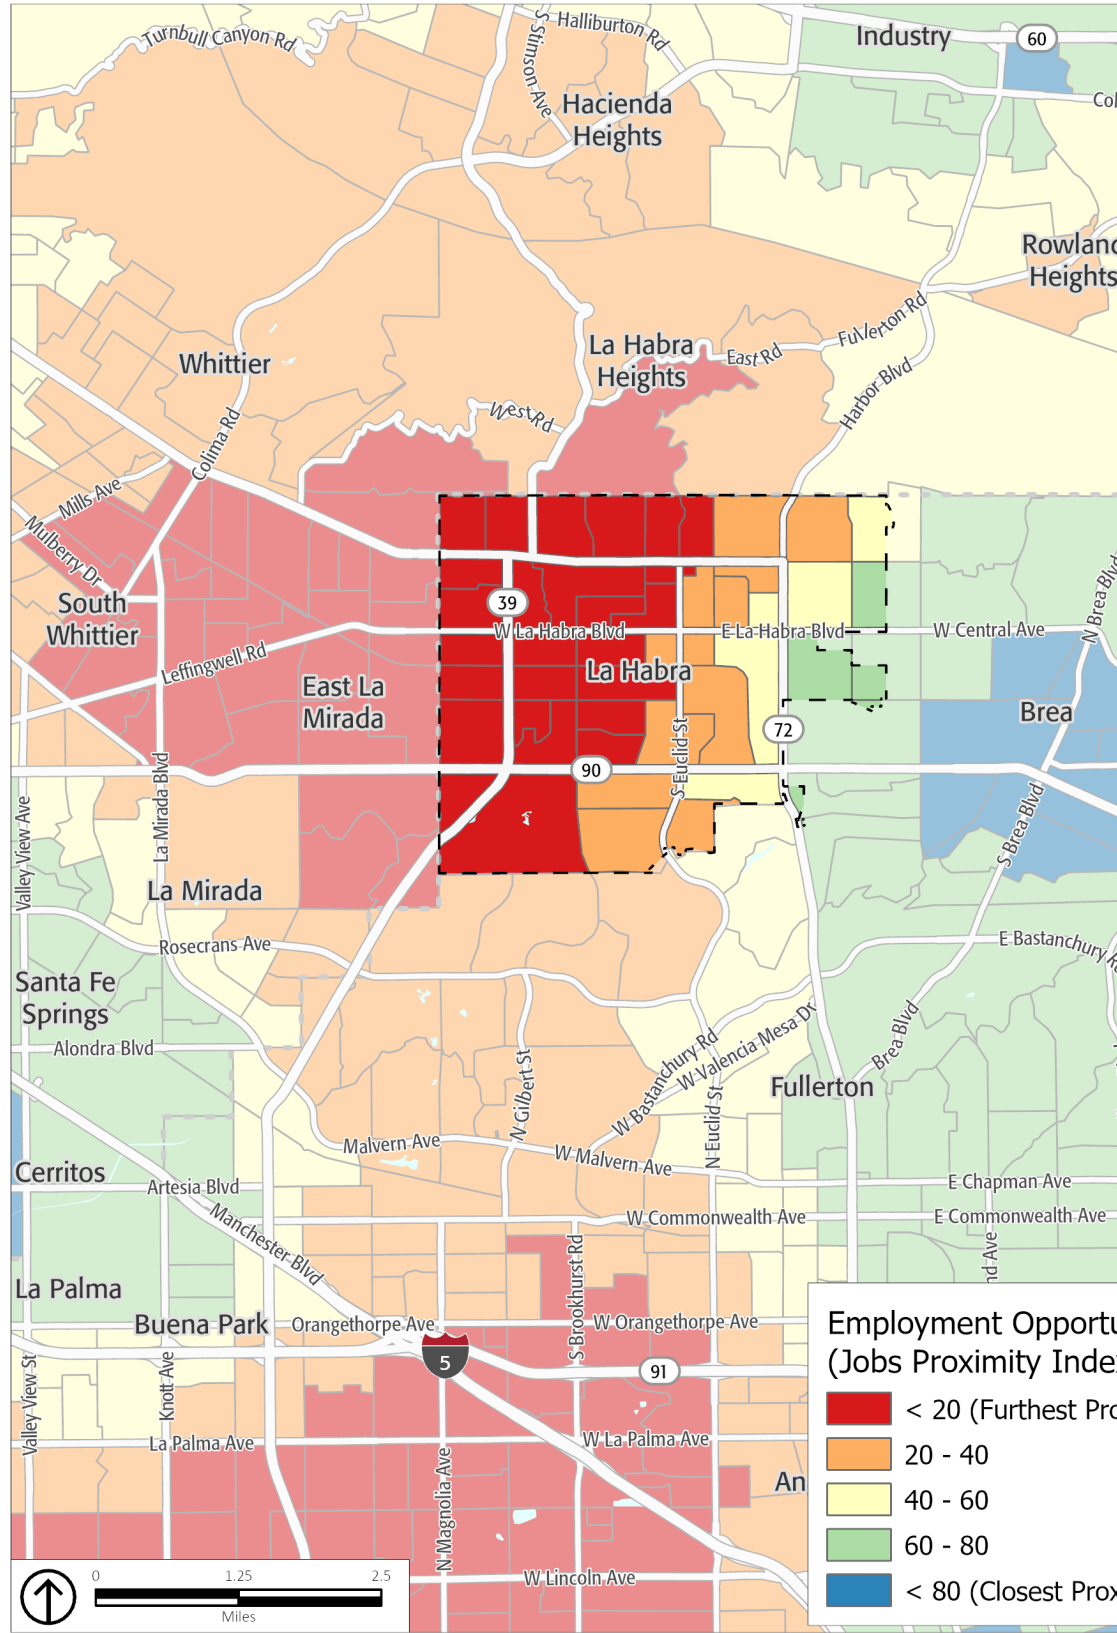 Turnbull Canyon Rd
S Halliburton Rd
S Stimson Ave
Industry
60
Hacienda
Heights
Rowland
Heights
Fullerton Rd
La Habra
Heights
East Rd
Harbor Blvd
Whittier
West Rd
Colima Rd
Mills Ave
Mulberry Dr
South
Whittier
39
W La Habra Blvd
E La Habra Blvd
W Central Ave
N Brea Blvd
Leffingwell Rd
La Habra
East La
Mirada
Brea
72
S Euclid St
90
La Mirada Blvd
Valley View Ave
S Brea Blvd
La Mirada
Rosecrans Ave
E Bastanchury R
Santa Fe
Springs
Alondra Blvd
W Valencia Mesa Dr
Brea Blvd
W Bastanchury Rd
Fullerton
N Gilbert St
N Euclid St
Malvern Ave
W Malvern Ave
Cerritos
Artesia Blvd
E Chapman Ave
Manchester Blvd
W Commonwealth Ave
E Commonwealth Ave
nd Ave
La Palma
Buena Park
Orangethorpe Ave
S Brookhurst Rd
W Orangethorpe Ave
5
91
Valley View St
Knott Ave
La Palma Ave
W La Palma Ave
N Magnolia Ave
An
W Lincoln Ave
Employment Opportu
(Jobs Proximity Index
< 20 (Furthest Pro
20 - 40
40 - 60
60 - 80
< 80 (Closest Prox
0 1.25 2.5
Miles